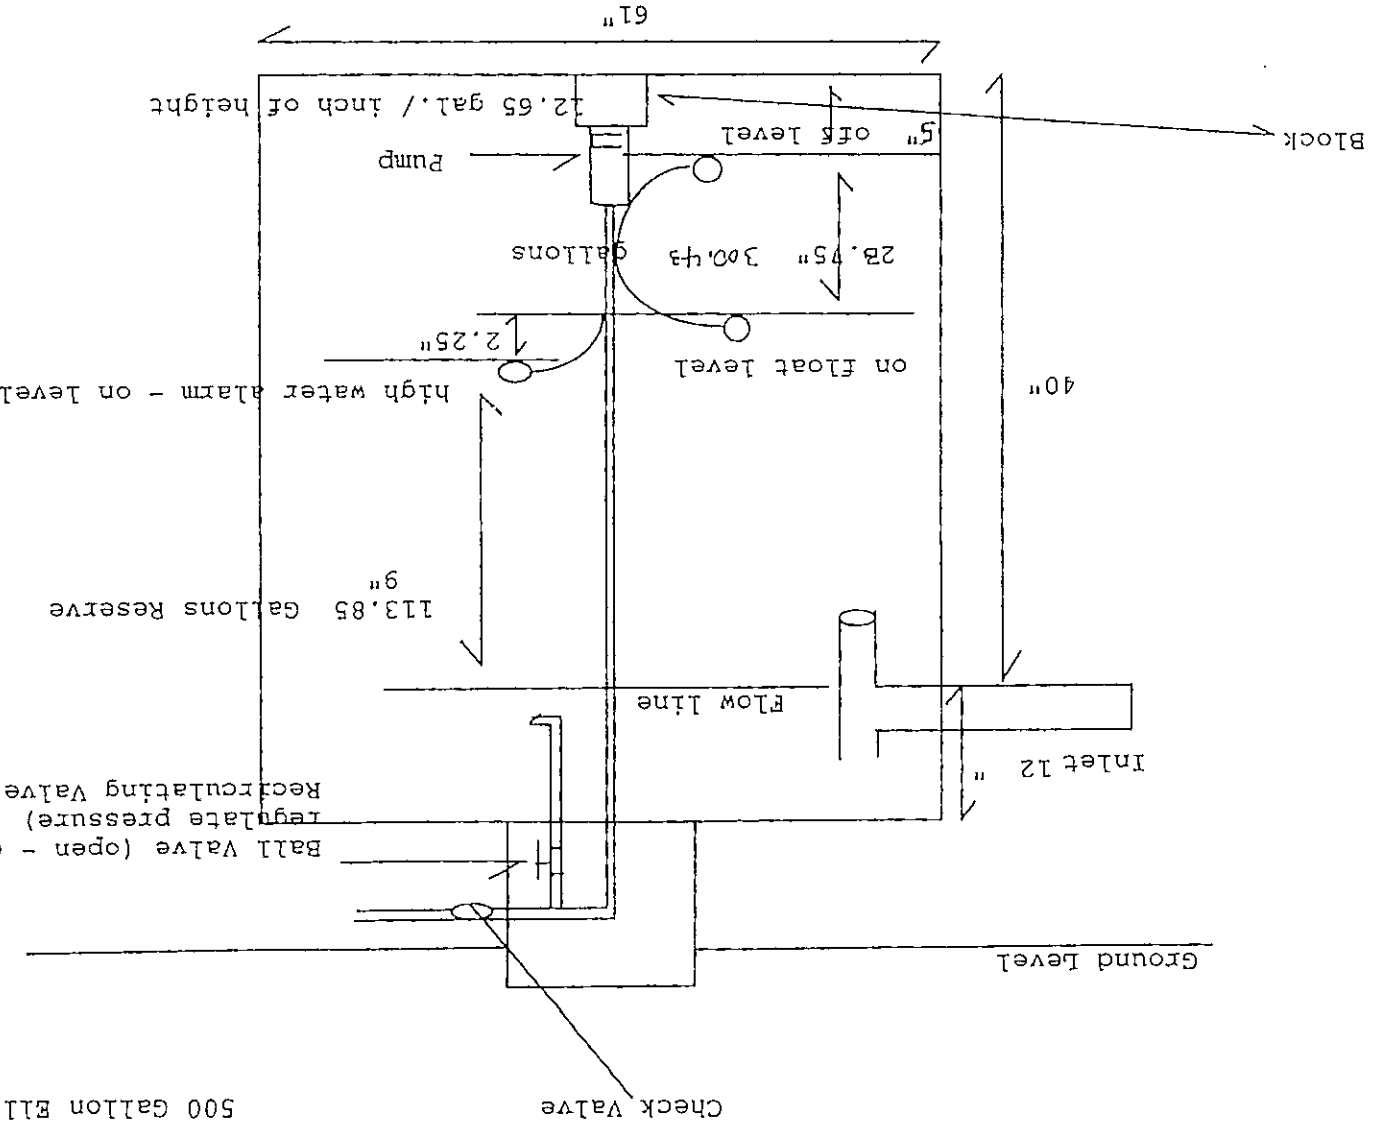 Check Valve
500 Gallon Ell
Ground Level
Ball Valve (open -
regulate pressure)
Recirculating Valve
Inlet 12 "
Flow line
113.85 Gallons Reserve
9"
40"
high water alarm - on level
on float level
2.25"
23.75" 300.43 gallons
Pump
5" off level
Block
12.65 gal./ inch of height
61"